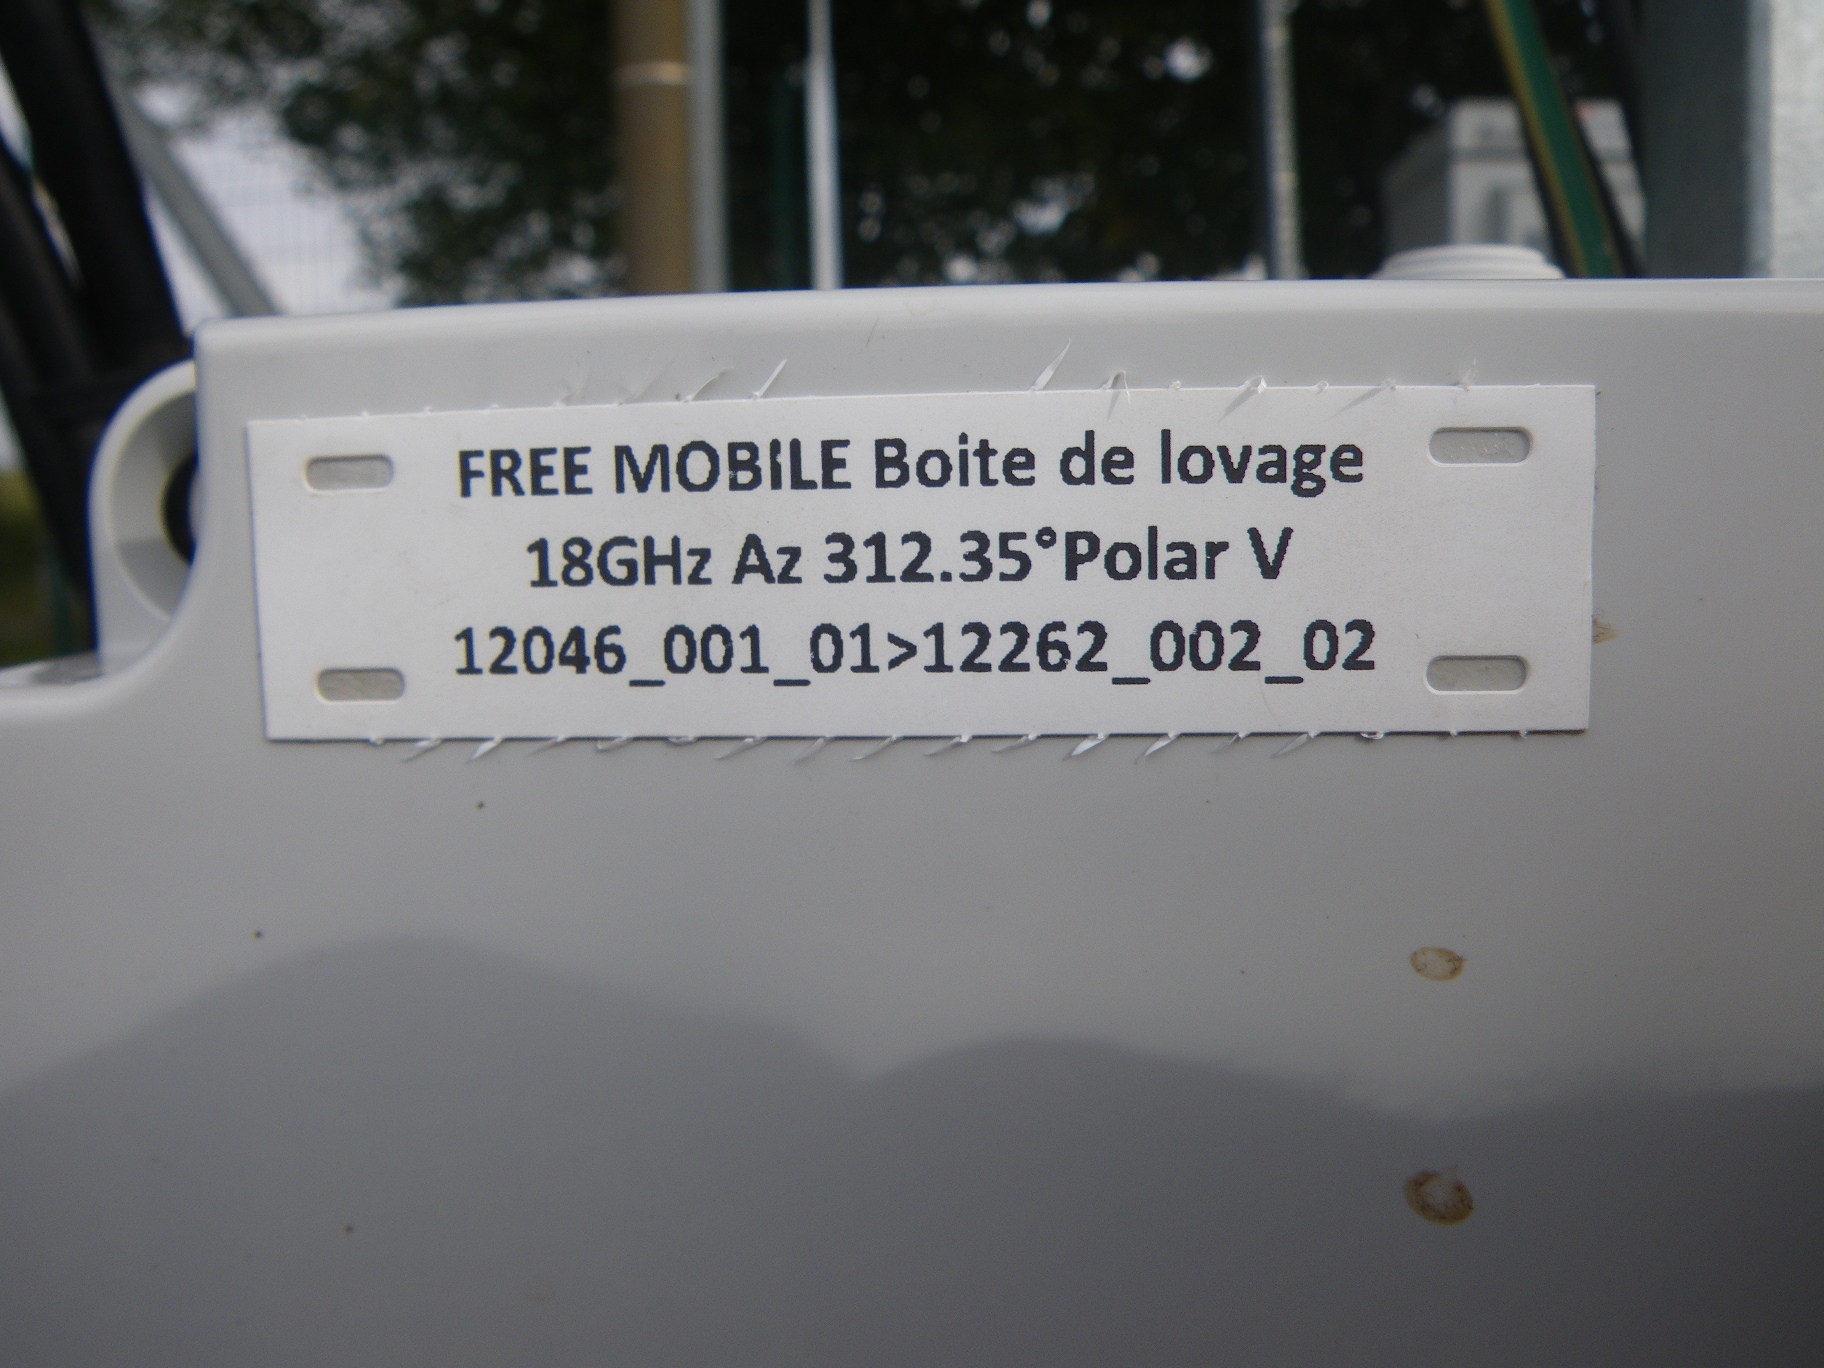 FREE MOBILE Boite de lovage
18GHz Az 312.35°Polar V
12046_001_01>12262_002_02